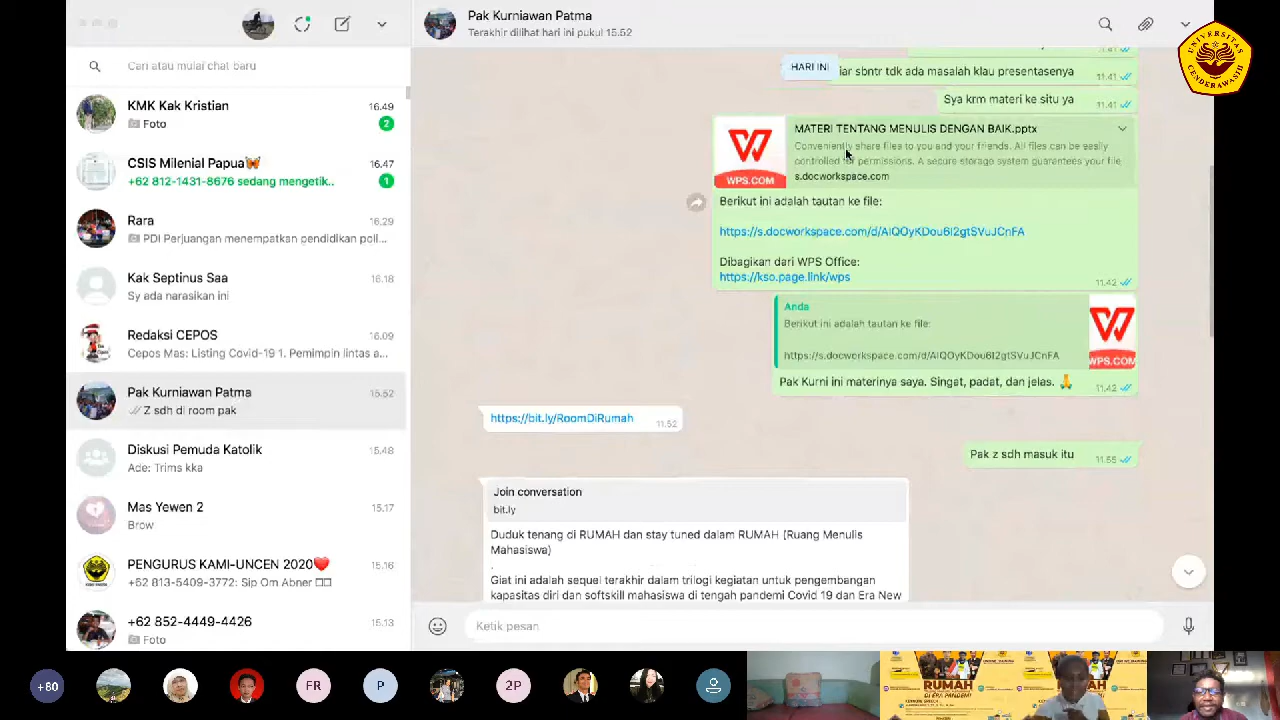 Cari atau mulai chat baru
KMK Kak Kristian
16.49
Foto
2
CSIS Milenial Papua
16.47
+62 812-1431-8676 sedang mengetik..
1
Rara
16.29
PDI Perjuangan menempatkan pendidikan poli...
Kak Septinus Saa
16.18
Sy ada narasikan ini
Redaksi CEPOS
16.09
Cepos Mas: Listing Covid-19 1. Pemimpin lintas a...
Pak Kurniawan Patma
15.52
Z sdh di room pak
Diskusi Pemuda Katolik
15.48
Ade: Trims kka
Mas Yewen 2
15.17
Brow
PENGURUS KAMI-UNCEN 2020❤️
15.16
+62 813-5409-3772: Sip Om Abner
+62 852-4449-4426
15.13
Foto
Pak Kurniawan Patma
Terakhir dilihat hari ini pukul 15.52
UNIVERSITAS
CENDERAWASIH
11.41
HARI INI
iar sbntr tdk ada masalah klau presentasenya
11.41
Sya krm materi ke situ ya
11.41
MATERI TENTANG MENULIS DENGAN BAIK.pptx
Conveniently share files to you and your friends. All files can be easily
controlled for permissions. A secure storage system guarantees your file
s.docworkspace.com
WPS.COM
Berikut ini adalah tautan ke file:
https://s.docworkspace.com/d/AIQOyKDou6I2gtSVuJCnFA
Dibagikan dari WPS Office:
https://kso.page.link/wps
11.42
Anda
Berikut ini adalah tautan ke file:
https://s.docworkspace.com/d/AIQOyKDou6I2gtSVuJCnFA
WPS.COM
Pak Kurni ini materinya saya. Singat, padat, dan jelas. 🙏
11.42
https://bit.ly/RoomDiRumah
11.52
Pak z sdh masuk itu
11.55
Join conversation
bit.ly
Duduk tenang di RUMAH dan stay tuned dalam RUMAH (Ruang Menulis
Mahasiswa)
.
Giat ini adalah sequel terakhir dalam trilogi kegiatan untuk pengembangan
kapasitas diri dan softskill mahasiswa di tengah pandemi Covid 19 dan Era New
Ketik pesan
+80
FR
P
2P
RUMAH